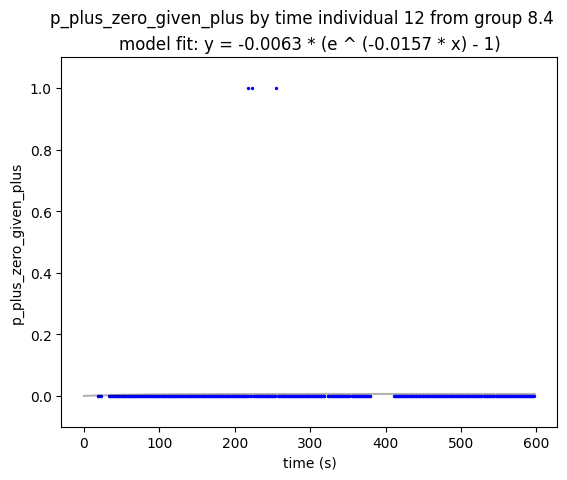 p_plus_zero_given_plus by time individual 12 from group 8.4
model fit: y = -0.0063 * (e ^ (-0.0157 * x) - 1)
p_plus_zero_given_plus
1.0
0.8
0.6
0.4
0.2
0.0
0 100 200 300 400 500 600
time (s)